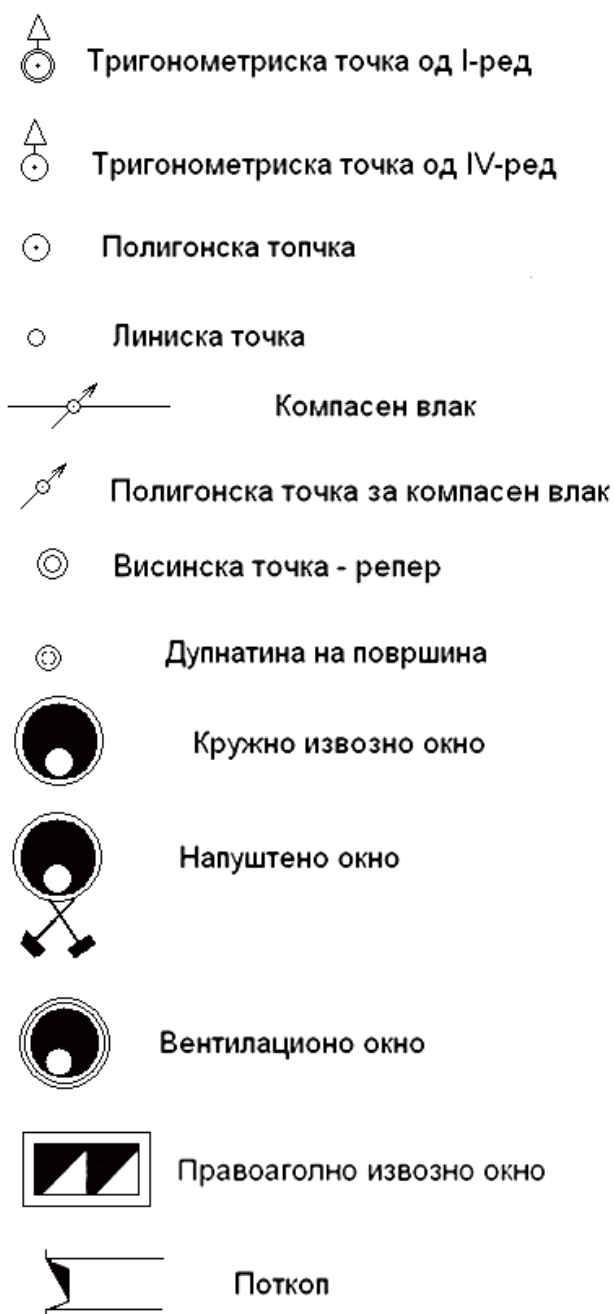 Тригонометриска точка од I-ред
Тригонометриска точка од IV-ред
Полигонска топчка
Линиска точка
Компасен влак
Полигонска точка за компасен влак
Висинска точка - репер
Дупнатина на површина
Кружно извозно окно
Напуштено окно
Вентилационо окно
Правоаголно извозно окно
Поткоп